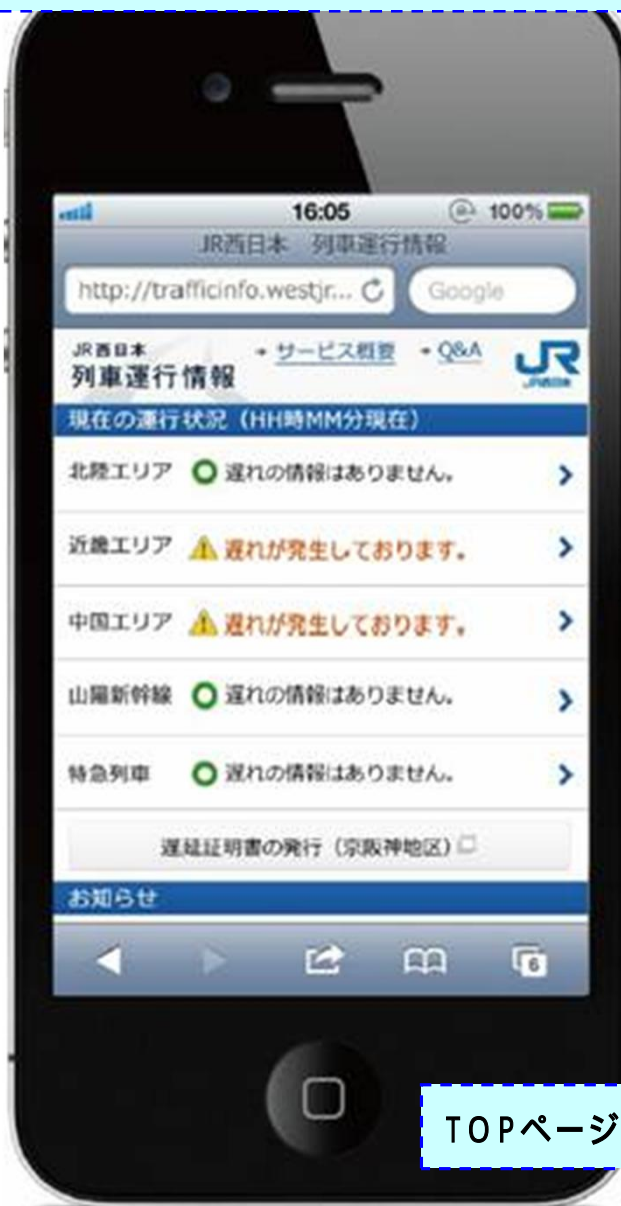 16:05 100%
JR西日本 列車運行情報
http://trafficinfo.westjr... Google
JR西日本
列車運行情報
サービス概要 Q&A
JR
JR西日本
現在の運行状況（HH時MM分現在）
北陸エリア 遅れの情報はありません。
近畿エリア 遅れが発生しております。
中国エリア 遅れが発生しております。
山陽新幹線 遅れの情報はありません。
特急列車 遅れの情報はありません。
遅延証明書の発行（京阪神地区）
お知らせ
6
TOPページ